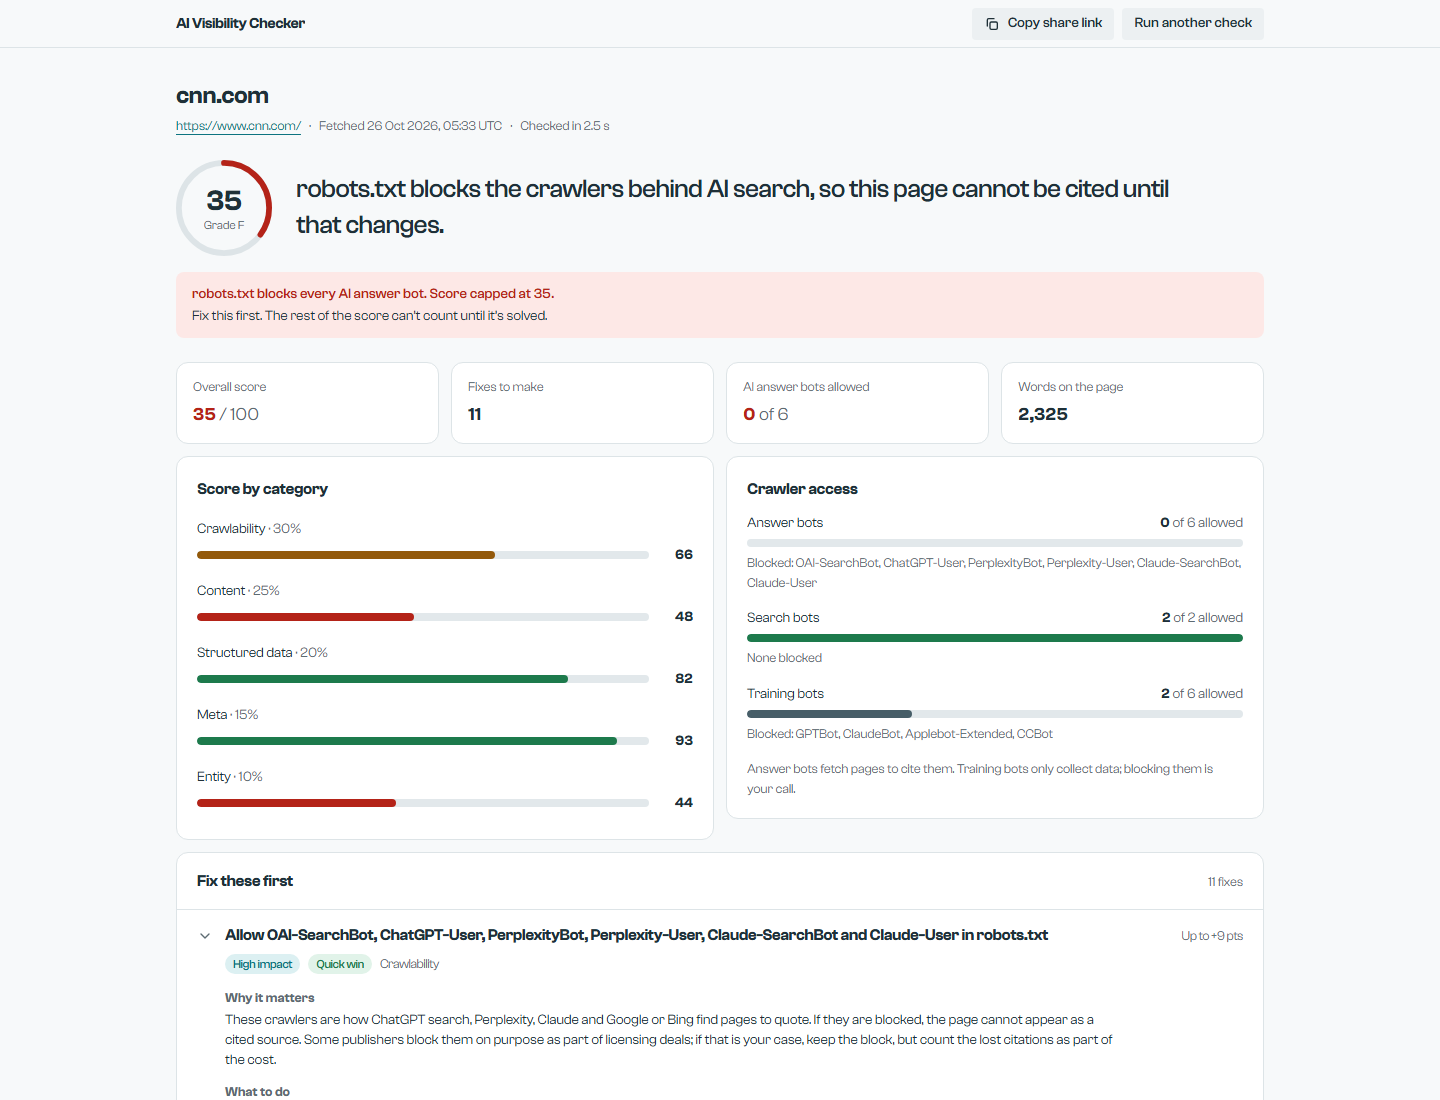 AI Visibility Checker
Copy share link
Run another check
cnn.com
https://www.cnn.com/ · Fetched 26 Oct 2026, 05:33 UTC · Checked in 2.5 s
35
Grade F
robots.txt blocks the crawlers behind AI search, so this page cannot be cited until
that changes.
robots.txt blocks every AI answer bot. Score capped at 35.
Fix this first. The rest of the score can't count until it's solved.
Overall score
35 / 100
Fixes to make
11
AI answer bots allowed
0 of 6
Words on the page
2,325
Score by category
Crawlability · 30%
66
Content · 25%
48
Structured data · 20%
82
Meta · 15%
93
Entity · 10%
44
Crawler access
Answer bots
0 of 6 allowed
Blocked: OAI-SearchBot, ChatGPT-User, PerplexityBot, Perplexity-User, Claude-SearchBot,
Claude-User
Search bots
2 of 2 allowed
None blocked
Training bots
2 of 6 allowed
Blocked: GPTBot, ClaudeBot, Applebot-Extended, CCBot
Answer bots fetch pages to cite them. Training bots only collect data; blocking them is
your call.
Fix these first
11 fixes
Allow OAI-SearchBot, ChatGPT-User, PerplexityBot, Perplexity-User, Claude-SearchBot and Claude-User in robots.txt
Up to +9 pts
High impact
Quick win
Crawlability
Why it matters
These crawlers are how ChatGPT search, Perplexity, Claude and Google or Bing find pages to quote. If they are blocked, the page cannot appear as a
cited source. Some publishers block them on purpose as part of licensing deals; if that is your case, keep the block, but count the lost citations as part of
the cost.
What to do